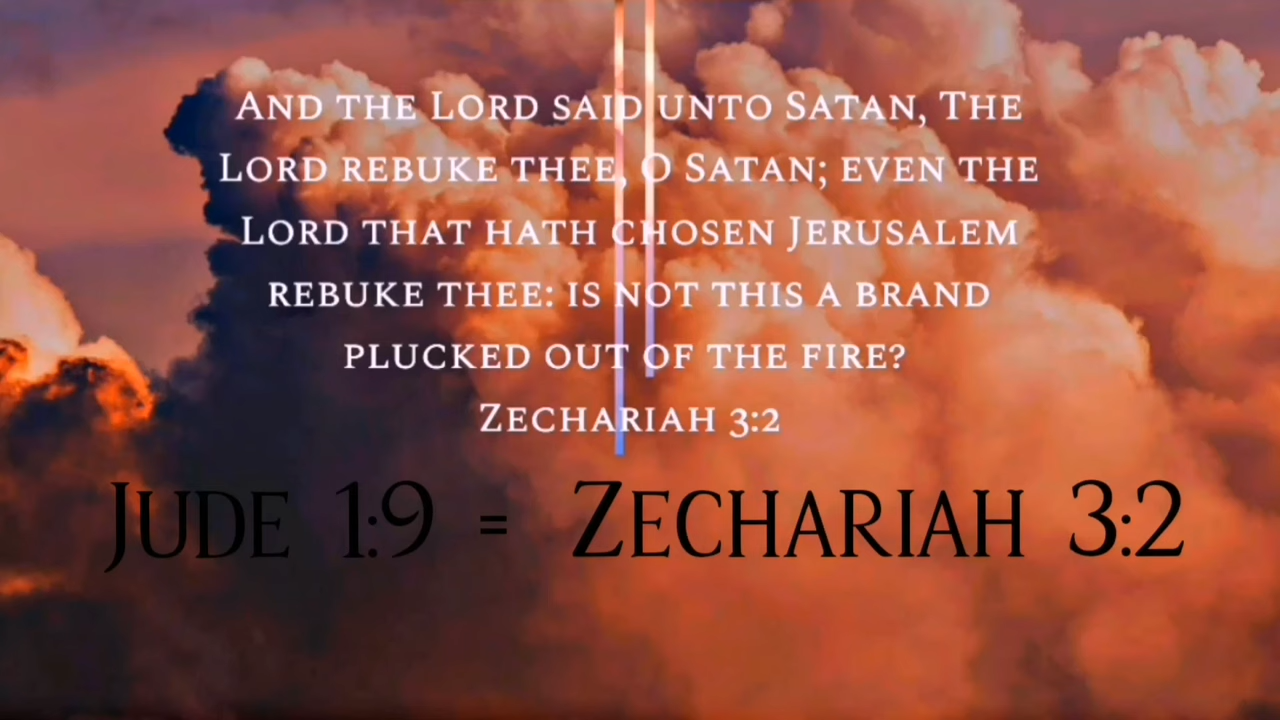 And the Lord said unto Satan, The
Lord rebuke thee, O Satan; even the
Lord that hath chosen Jerusalem
rebuke thee: is not this a brand
plucked out of the fire?
Zechariah 3:2
Jude 1:9 = Zechariah 3:2